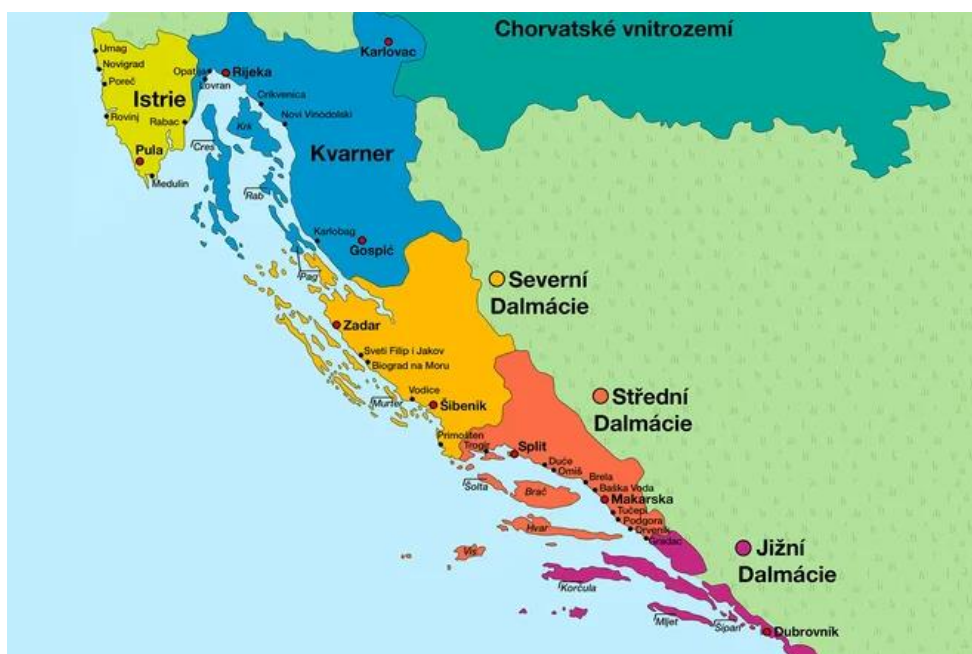 Chorvatské vnitrozemí
Karlovac
Umag
Novigrad
Poreč
Opatija
Rijeka
Lovran
Istrie
Crikvenica
Rovinj
Rabac
Krk
Novi Vinodolski
Pula
Cres
Kvarner
Medulin
Rab
Karlobag
Gospić
Pag
Severní
Dalmácie
Zadar
Sveti Filip i Jakov
Biograd na Moru
Vodice
Murter
Šibenik
Střední
Dalmácie
Primošten
Trogir
Split
Duće
Omiš
Šolta
Brač
Brela
Baška Voda
Makarska
Tučepi
Podgora
Hvar
Drvenik
Gradac
Vis
Jižní
Dalmácie
Korčula
Mljet
Šipan
Dubrovník